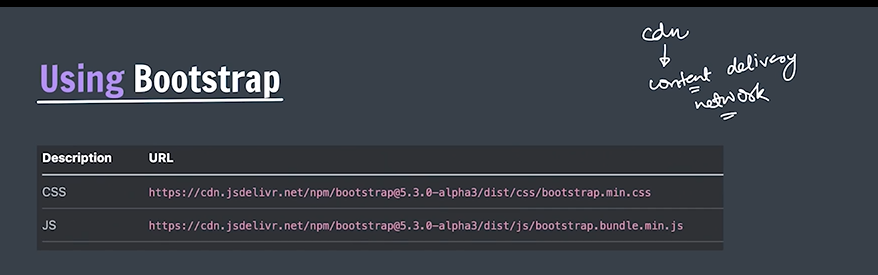 Using Bootstrap
cdn
content delivery
network
Description URL
CSS https://cdn.jsdelivr.net/npm/bootstrap@5.3.0-alpha3/dist/css/bootstrap.min.css
JS https://cdn.jsdelivr.net/npm/bootstrap@5.3.0-alpha3/dist/js/bootstrap.bundle.min.js